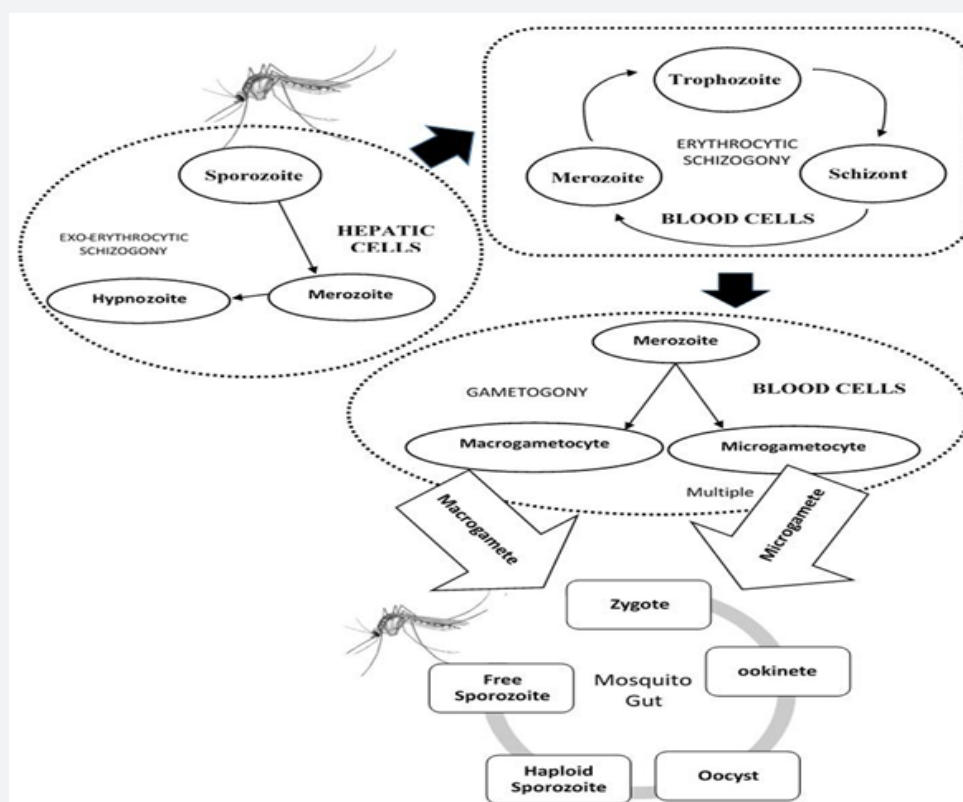 Sporozoite
EXO-ERYTHROCYTIC
SCHIZOGONY
HEPATIC
CELLS
Hypnozoite
Merozoite
Trophozoite
ERYTHROCYTIC
SCHIZOGONY
Merozoite
Schizont
BLOOD CELLS
Merozoite
GAMETOGONY
BLOOD CELLS
Macrogametocyte
Microgametocyte
Multiple
Macrogamete
Microgamete
Zygote
ookinete
Mosquito
Gut
Free
Sporozoite
Haploid
Sporozoite
Oocyst